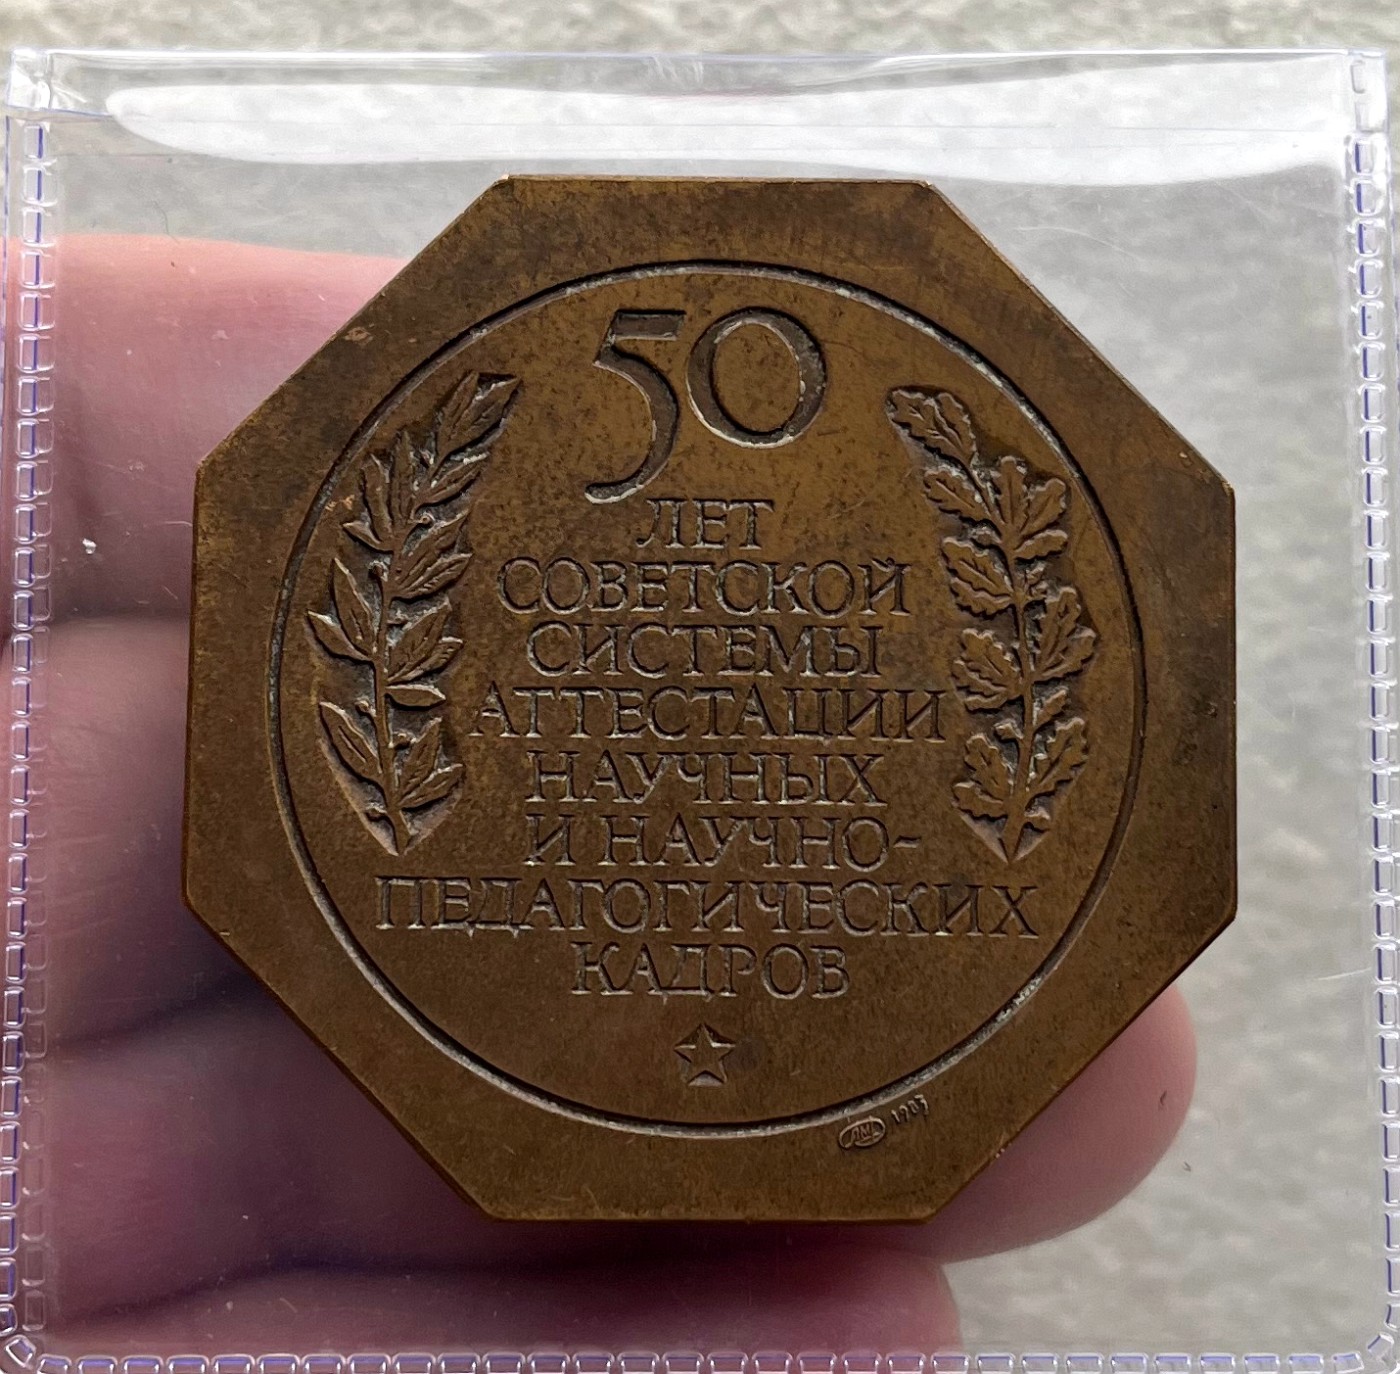 50
ЛЕТ
СОВЕТСКОЙ
СИСТЕМЫ
АТТЕСТАЦИИ
НАУЧНЫХ
И НАУЧНО-
ПЕДАГОГИЧЕСКИХ
КАДРОВ
ЛМД 1983